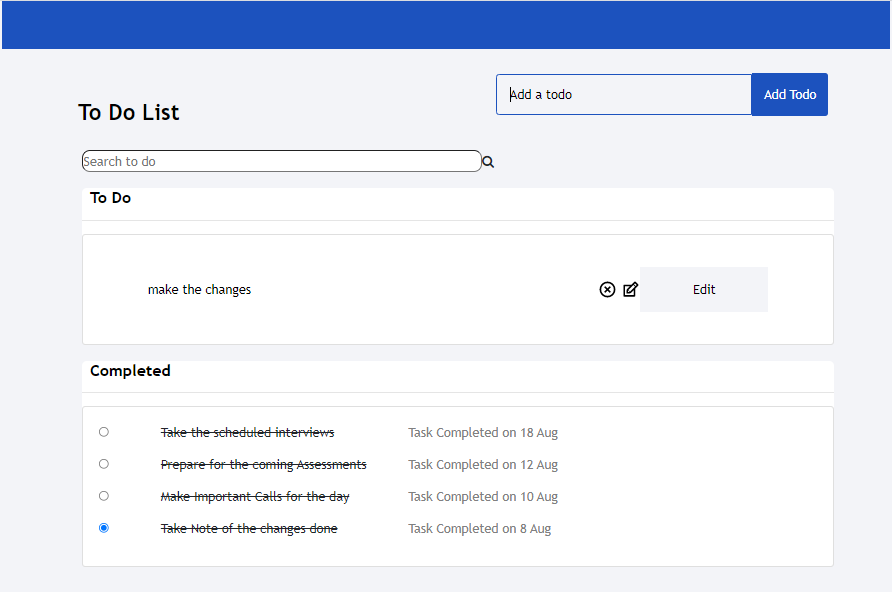 Add a todo
Add Todo
To Do List
Search to do
To Do
make the changes
Edit
Completed
Take the scheduled interviews Task Completed on 18 Aug
Prepare for the coming Assessments Task Completed on 12 Aug
Make Important Calls for the day Task Completed on 10 Aug
Take Note of the changes done Task Completed on 8 Aug